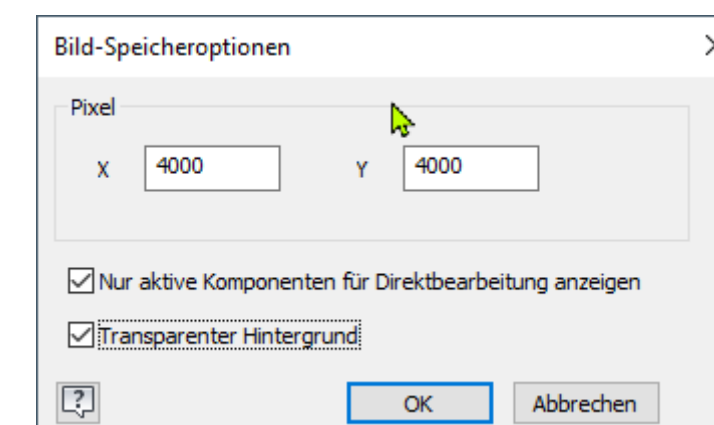 Bild-Speicheroptionen
Pixel
X 4000 Y 4000
Nur aktive Komponenten für Direktbearbeitung anzeigen
Transparenter Hintergrund
? OK Abbrechen